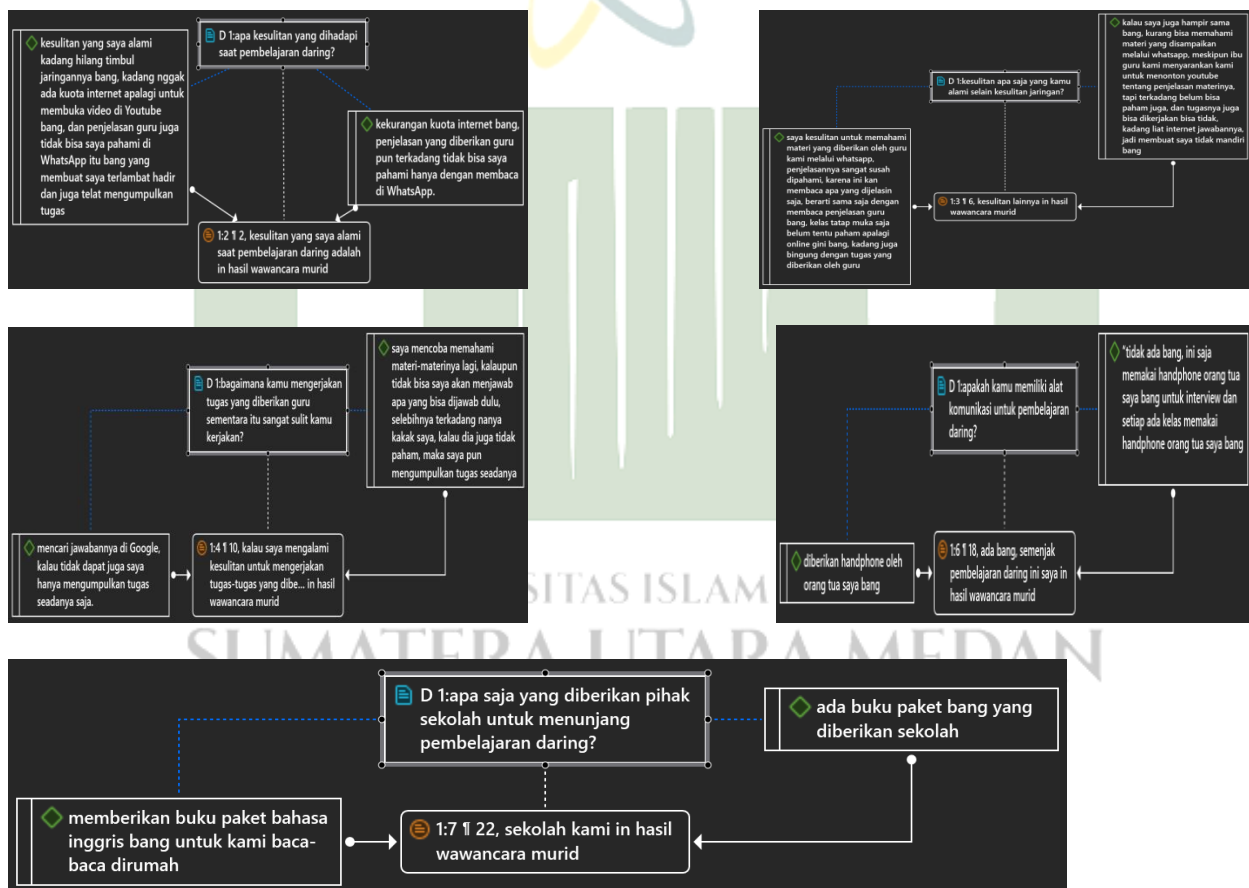 kesulitan yang saya alami
kadang hilang timbul
jaringannya bang, kadang nggak
ada kuota internet apalagi untuk
membuka video di Youtube
bang, dan penjelasan guru juga
tidak bisa saya pahami di
WhatsApp itu bang yang
membuat saya terlambat hadir
dan juga telat mengumpulkan
tugas
D 1:apa kesulitan yang dihadapi
saat pembelajaran daring?
kekurangan kuota internet bang,
penjelasan yang diberikan guru
pun terkadang tidak bisa saya
pahami hanya dengan membaca
di WhatsApp.
1:2 ¶ 2, kesulitan yang saya alami
saat pembelajaran daring adalah
in hasil wawancara murid
D 1:kesulitan apa saja yang kamu
alami selain kesulitan jaringan?
kalau saya juga hampir sama
bang, kurang bisa memahami
materi yang disampaikan
melalui whatsapp, meskipun ibu
guru kami menyarankan kami
untuk menonton youtube
tentang penjelasan materinya,
tapi terkadang belum bisa
paham juga, dan tugasnya juga
bisa dikerjakan bisa tidak,
kadang liat internet jawabannya,
jadi membuat saya tidak mandiri
bang
saya kesulitan untuk memahami
materi yang diberikan oleh guru
kami melalui whatsapp,
penjelasannya sangat susah
dipahami, karena ini kan
membaca apa yang dijelasin
saja, berarti sama saja dengan
membaca penjelasan guru
bang, kelas tatap muka saja
belum tentu paham apalagi
online gini bang, kadang juga
bingung dengan tugas yang
diberikan oleh guru
1:3 ¶ 6, kesulitan lainnya in hasil
wawancara murid
D 1:bagaimana kamu mengerjakan
tugas yang diberikan guru
sementara itu sangat sulit kamu
kerjakan?
saya mencoba memahami
materi-materinya lagi, kalaupun
tidak bisa saya akan menjawab
apa yang bisa dijawab dulu,
selebihnya terkadang nanya
kakak saya, kalau dia juga tidak
paham, maka saya pun
mengumpulkan tugas seadanya
mencari jawabannya di Google,
kalau tidak dapat juga saya
hanya mengumpulkan tugas
seadanya saja.
1:4 ¶ 10, kalau saya mengalami
kesulitan untuk mengerjakan
tugas-tugas yang dibe... in hasil
wawancara murid
D 1:apakah kamu memiliki alat
komunikasi untuk pembelajaran
daring?
"tidak ada bang, ini saja
memakai handphone orang tua
saya bang untuk interview dan
setiap ada kelas memakai
handphone orang tua saya bang
diberikan handphone oleh
orang tua saya bang
1:6 ¶ 18, ada bang, semenjak
pembelajaran daring ini saya in
hasil wawancara murid
SITAS ISLAM
SUMATERA UTARA MEDAN
D 1:apa saja yang diberikan pihak
sekolah untuk menunjang
pembelajaran daring?
ada buku paket bang yang
diberikan sekolah
memberikan buku paket bahasa
inggris bang untuk kami baca-
baca dirumah
1:7 ¶ 22, sekolah kami in hasil
wawancara murid